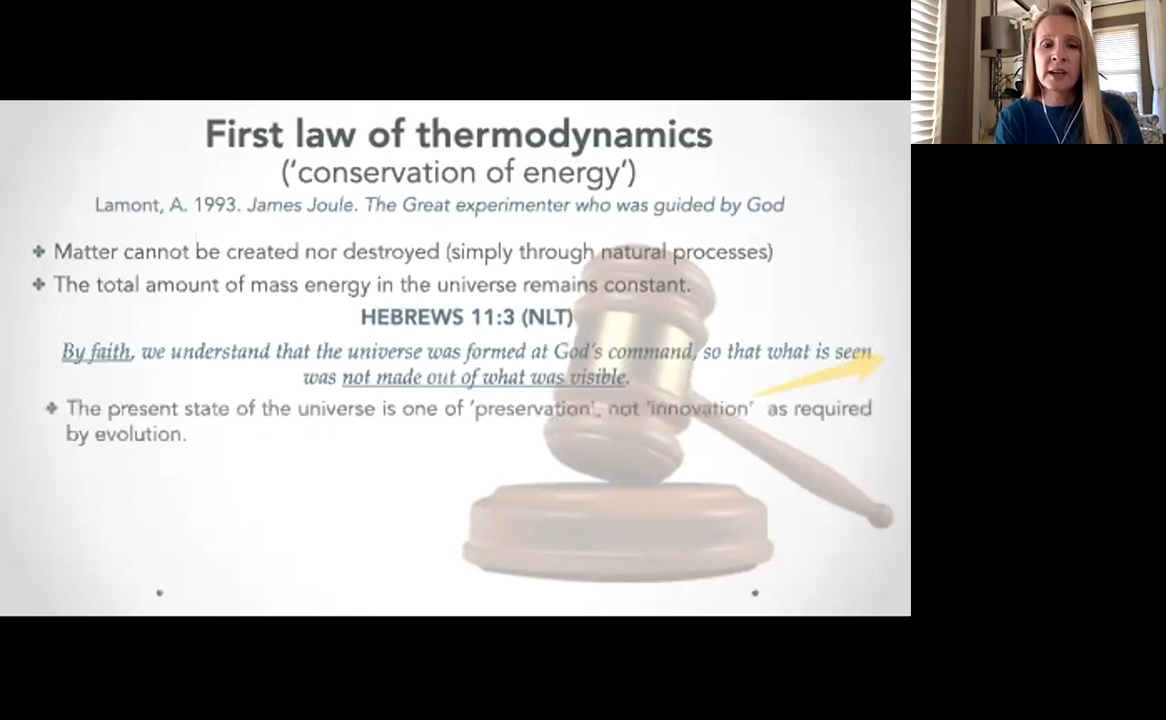 First law of thermodynamics
(‘conservation of energy’)
Lamont, A. 1993. James Joule. The Great experimenter who was guided by God
❖ Matter cannot be created nor destroyed (simply through natural processes)
❖ The total amount of mass energy in the universe remains constant.
HEBREWS 11:3 (NLT)
By faith, we understand that the universe was formed at God's command, so that what is seen
was not made out of what was visible.
❖ The present state of the universe is one of 'preservation', not 'innovation' as required
by evolution.